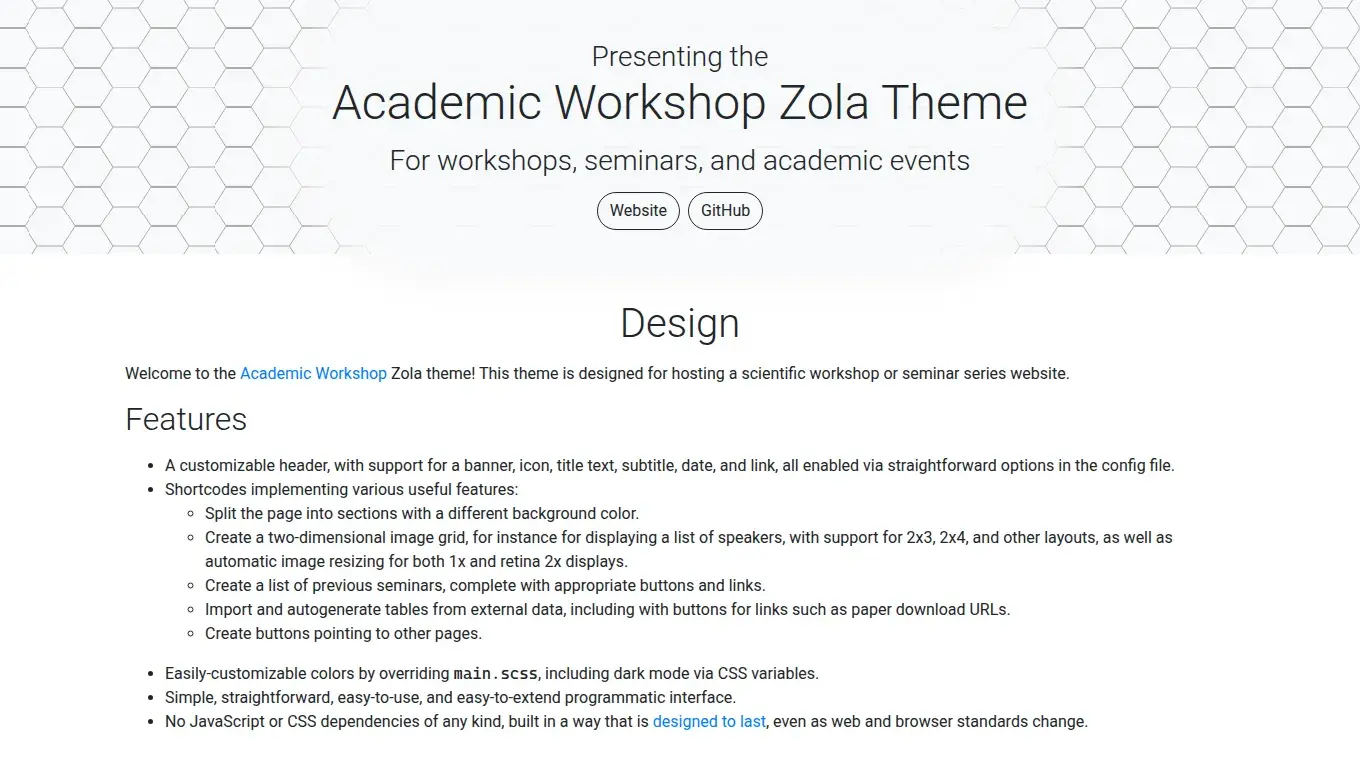 Presenting the
Academic Workshop Zola Theme
For workshops, seminars, and academic events
Website GitHub
Design
Welcome to the Academic Workshop Zola theme! This theme is designed for hosting a scientific workshop or seminar series website.
Features
• A customizable header, with support for a banner, icon, title text, subtitle, date, and link, all enabled via straightforward options in the config file.
• Shortcodes implementing various useful features:
◦ Split the page into sections with a different background color.
◦ Create a two-dimensional image grid, for instance for displaying a list of speakers, with support for 2x3, 2x4, and other layouts, as well as
automatic image resizing for both 1x and retina 2x displays.
◦ Create a list of previous seminars, complete with appropriate buttons and links.
◦ Import and autogenerate tables from external data, including with buttons for links such as paper download URLs.
◦ Create buttons pointing to other pages.
• Easily-customizable colors by overriding main.scss, including dark mode via CSS variables.
• Simple, straightforward, easy-to-use, and easy-to-extend programmatic interface.
• No JavaScript or CSS dependencies of any kind, built in a way that is designed to last, even as web and browser standards change.